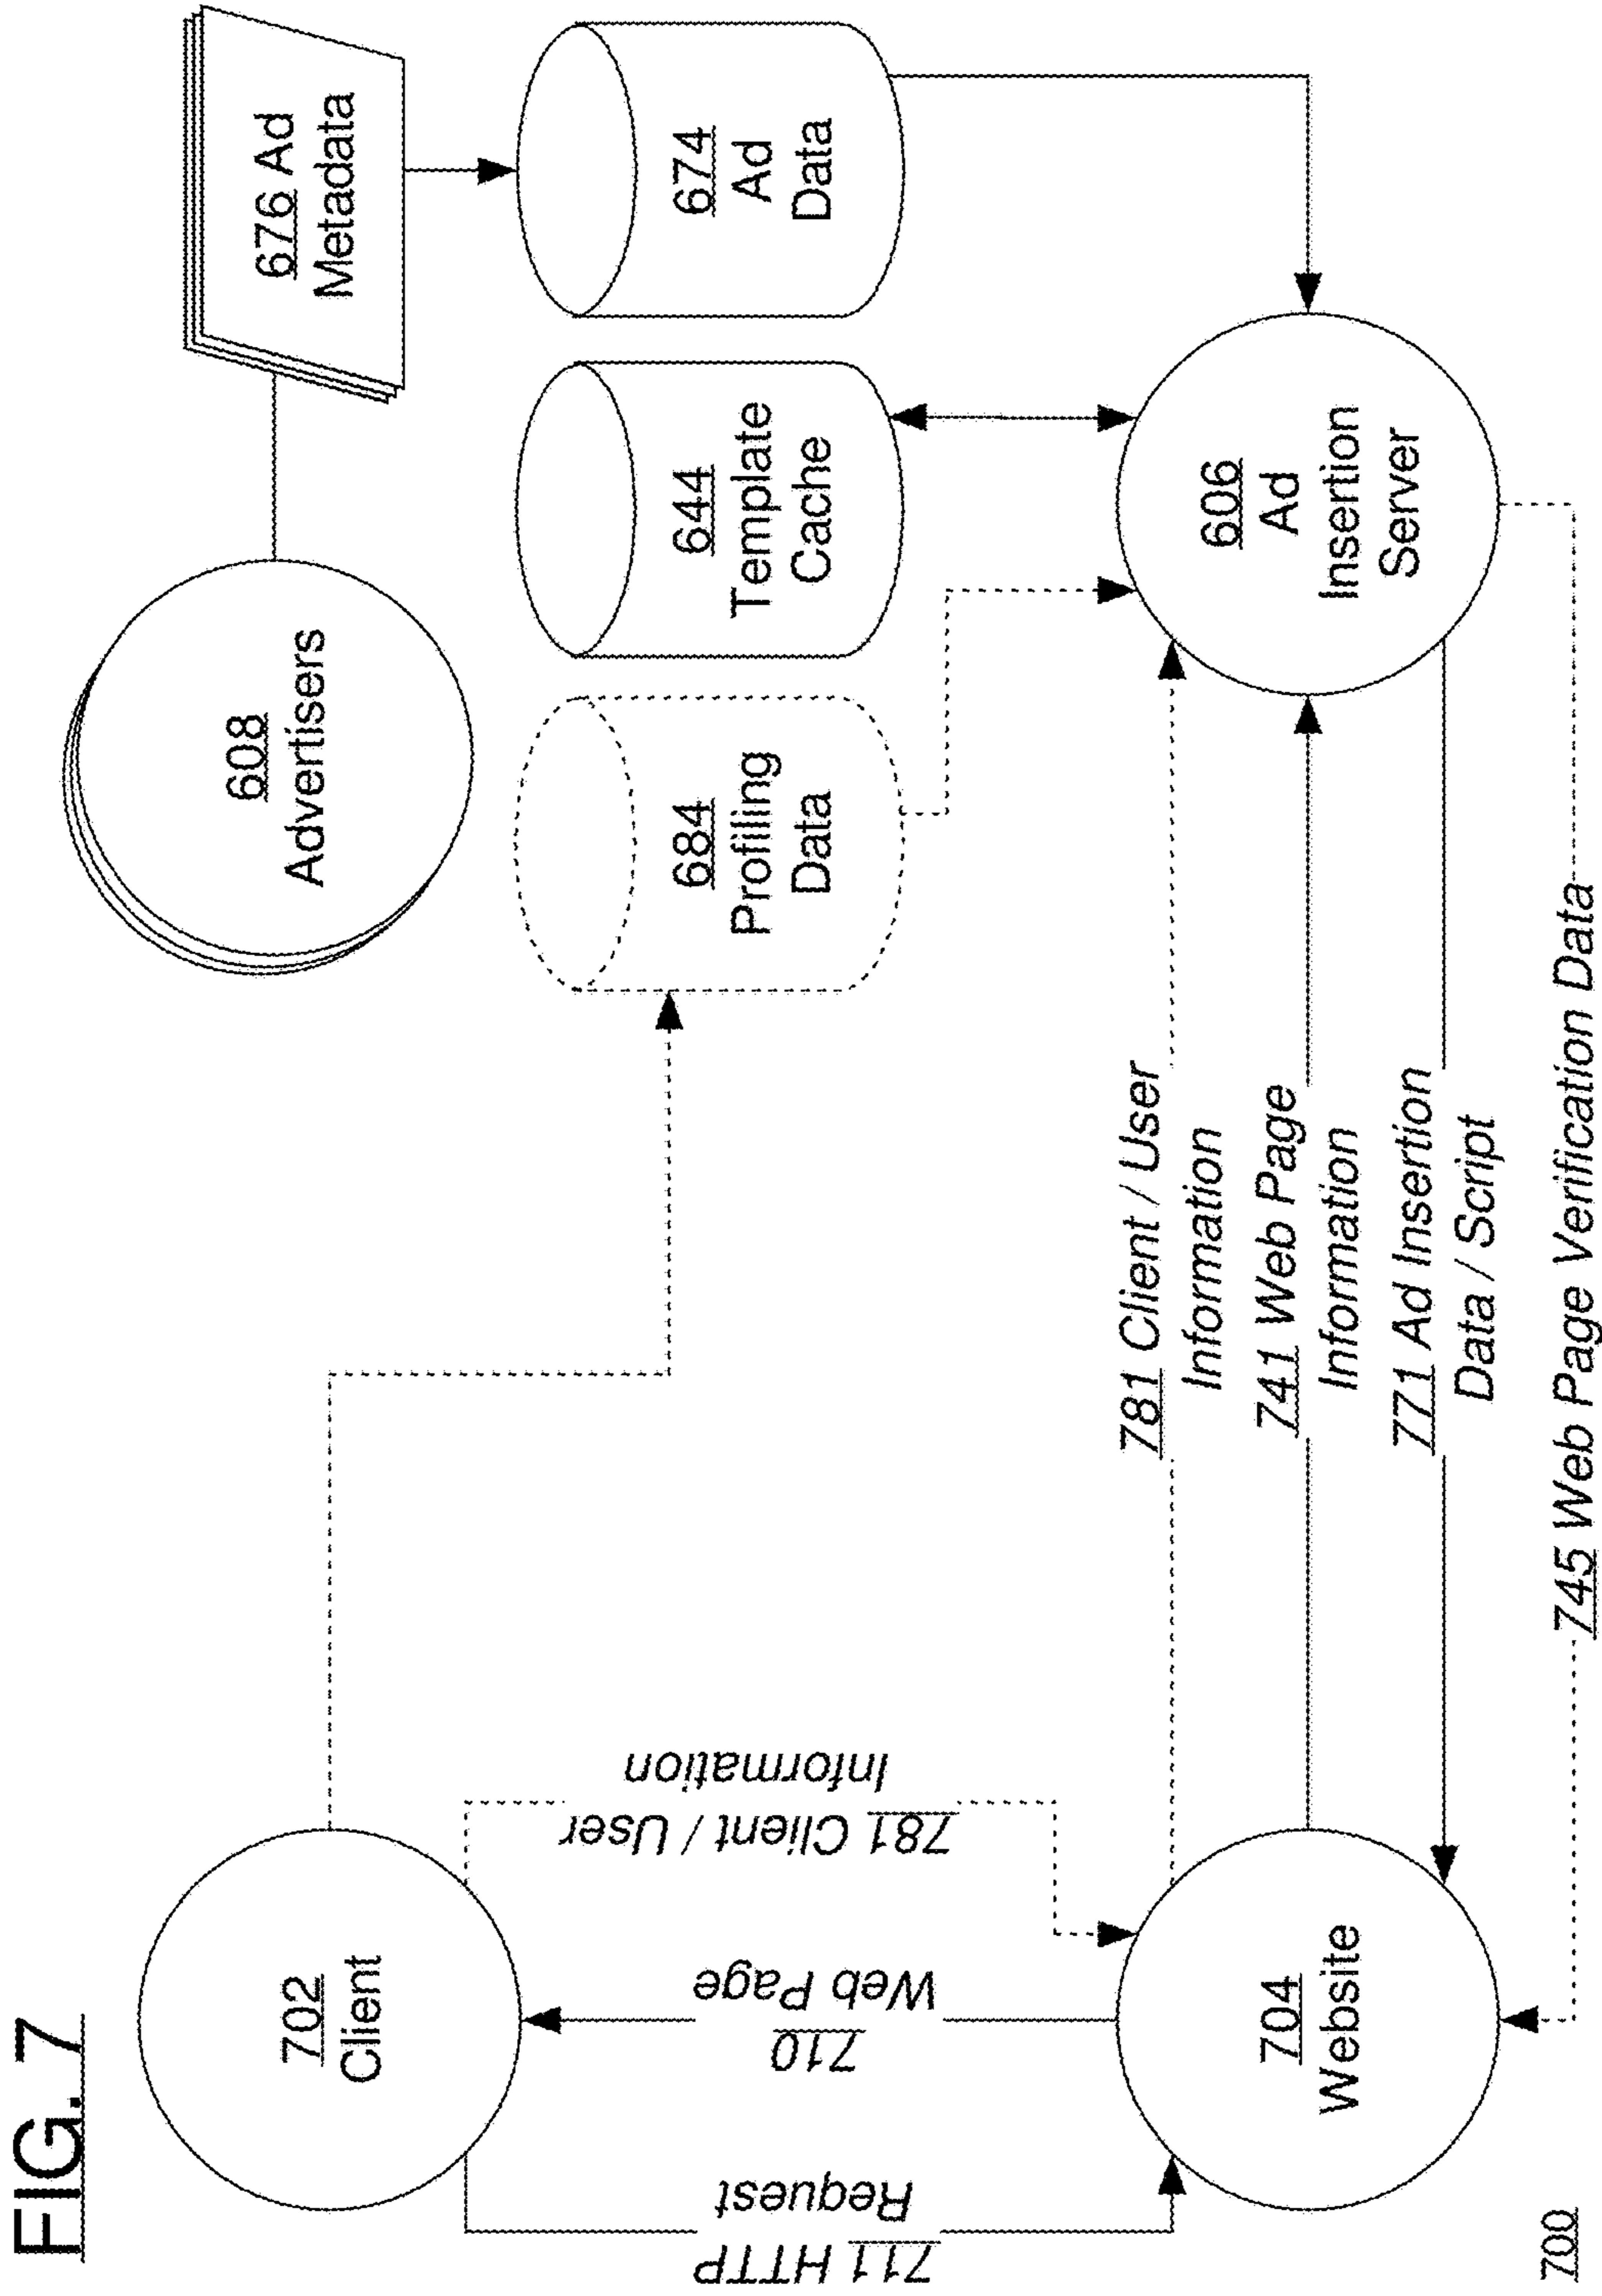 FIG. 7
702
Client
608
Advertisers
676 Ad
Metadata
684
Profiling
Data
644
Template
Cache
674
Ad
Data
711 HTTP
Request
710
Web Page
781 Client / User
Information
704
Website
781 Client / User
Information
741 Web Page
Information
771 Ad Insertion
Data / Script
745 Web Page Verification Data
606
Ad
Insertion
Server
700